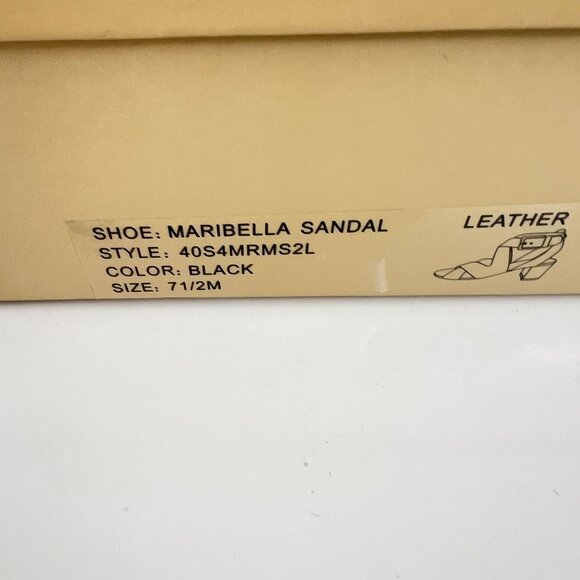 SHOE: MARIBELLA SANDAL
STYLE: 40S4MRMS2L
COLOR: BLACK
SIZE: 71/2M
LEATHER